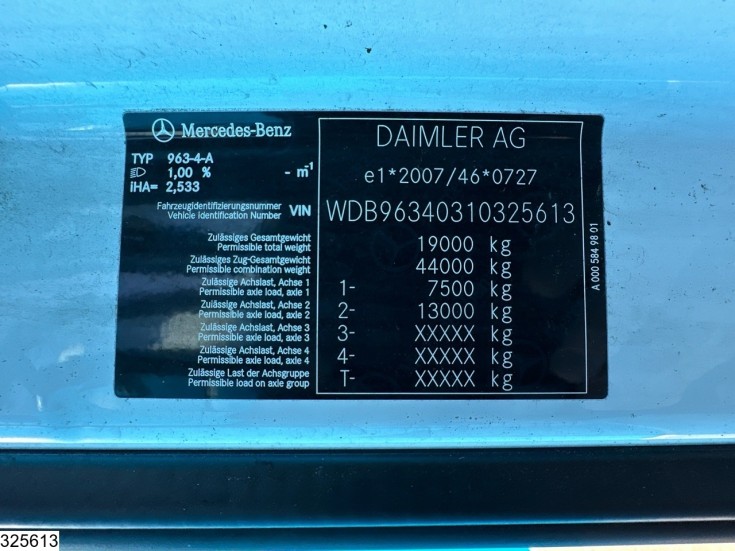 Mercedes-Benz
DAIMLER AG
TYP 963-4-A
1,00 % - m-1
iHA= 2,533
e1*2007/46*0727
Fahrzeugidentifizierungsnummer
Vehicle Identification Number VIN
WDB96340310325613
Zulässiges Gesamtgewicht
Permissible total weight
19000 kg
Zulässiges Zug-Gesamtgewicht
Permissible combination weight
44000 kg
Zulässige Achslast, Achse 1
Permissible axle load, axle 1
1- 7500 kg
Zulässige Achslast, Achse 2
Permissible axle load, axle 2
2- 13000 kg
Zulässige Achslast, Achse 3
Permissible axle load, axle 3
3- XXXXX kg
Zulässige Achslast, Achse 4
Permissible axle load, axle 4
4- XXXXX kg
Zulässige Last der Achsgruppe
Permissible load on axle group
T- XXXXX kg
A 000 584 98 01
325613